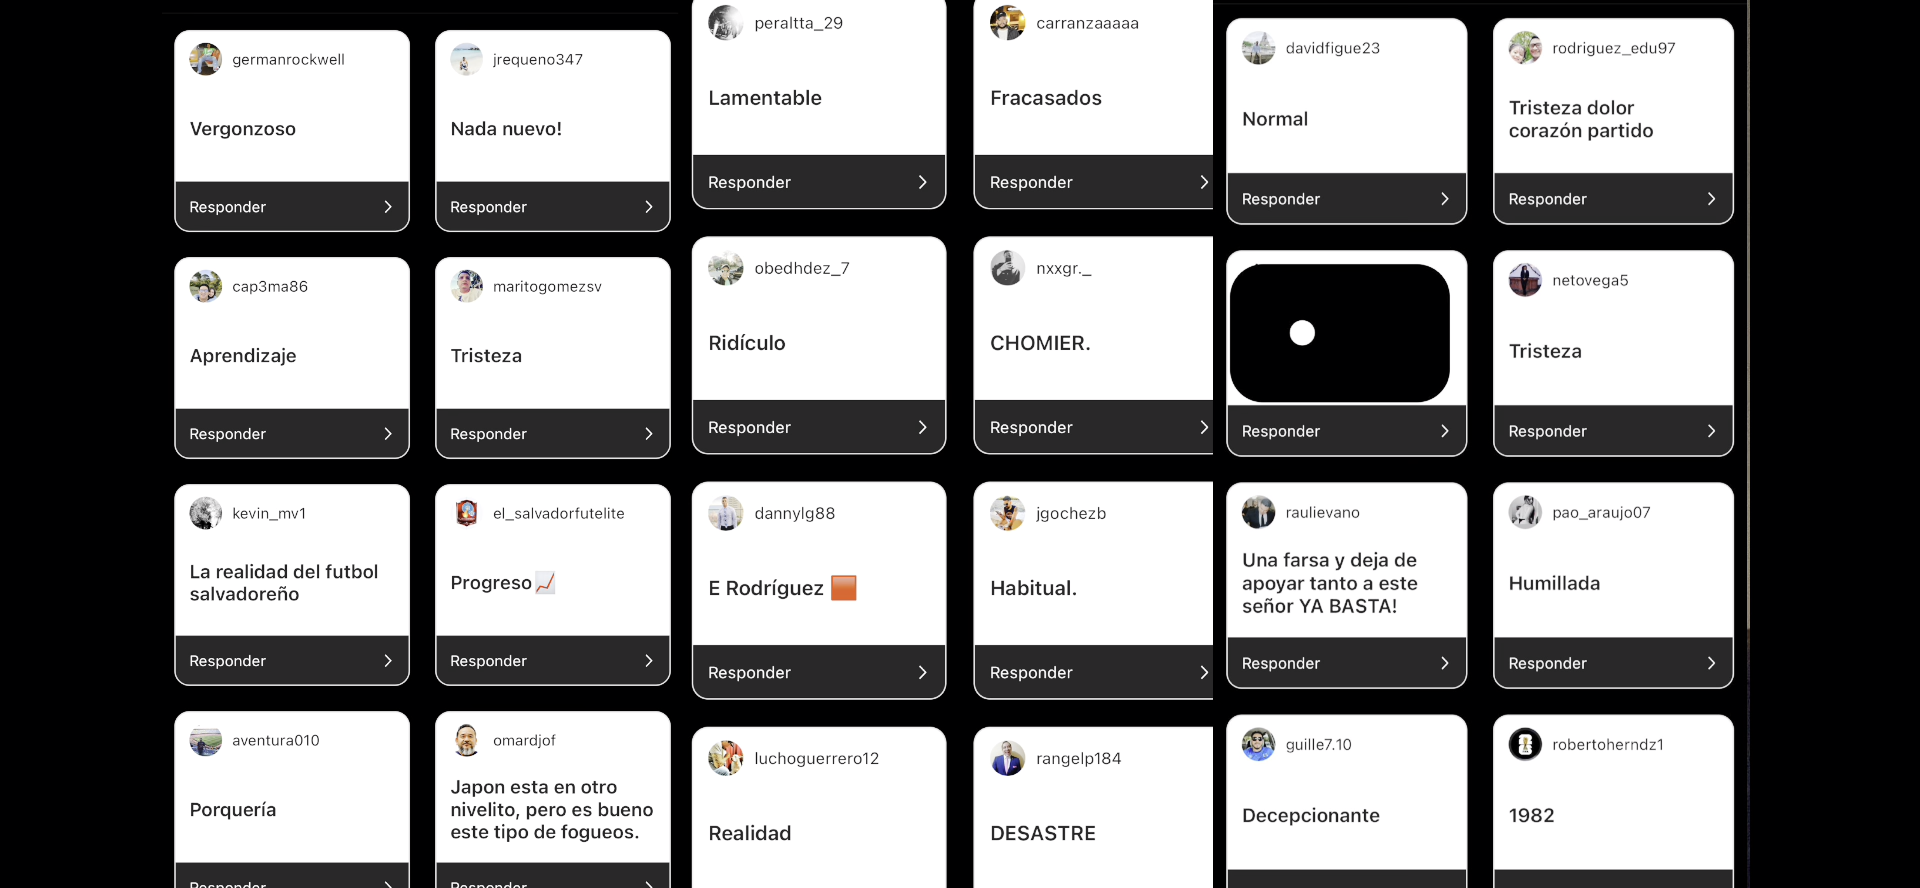 germanrockwell
Vergonzoso
Responder
jrequeno347
Nada nuevo!
Responder
cap3ma86
Aprendizaje
Responder
maritogomezsv
Tristeza
Responder
kevin_mv1
La realidad del futbol
salvadoreño
Responder
el_salvadorfutelite
Progreso
Responder
aventura010
Porquería
Responder
omardjof
Japon esta en otro
nivelito, pero es bueno
este tipo de fogueos.
Responder
peraltta_29
Lamentable
Responder
carranzaaaaa
Fracasados
Responder
obedhdez_7
Ridículo
Responder
nxxgr._
CHOMIER.
Responder
dannylg88
E Rodríguez
Responder
jgochezb
Habitual.
Responder
luchoguerrero12
Realidad
rangelp184
DESASTRE
davidfigue23
Normal
Responder
rodriguez_edu97
Tristeza dolor
corazón partido
Responder
Responder
netovega5
Tristeza
Responder
raulievano
Una farsa y deja de
apoyar tanto a este
señor YA BASTA!
Responder
pao_araujo07
Humillada
Responder
guille7.10
Decepcionante
robertoherndz1
1982